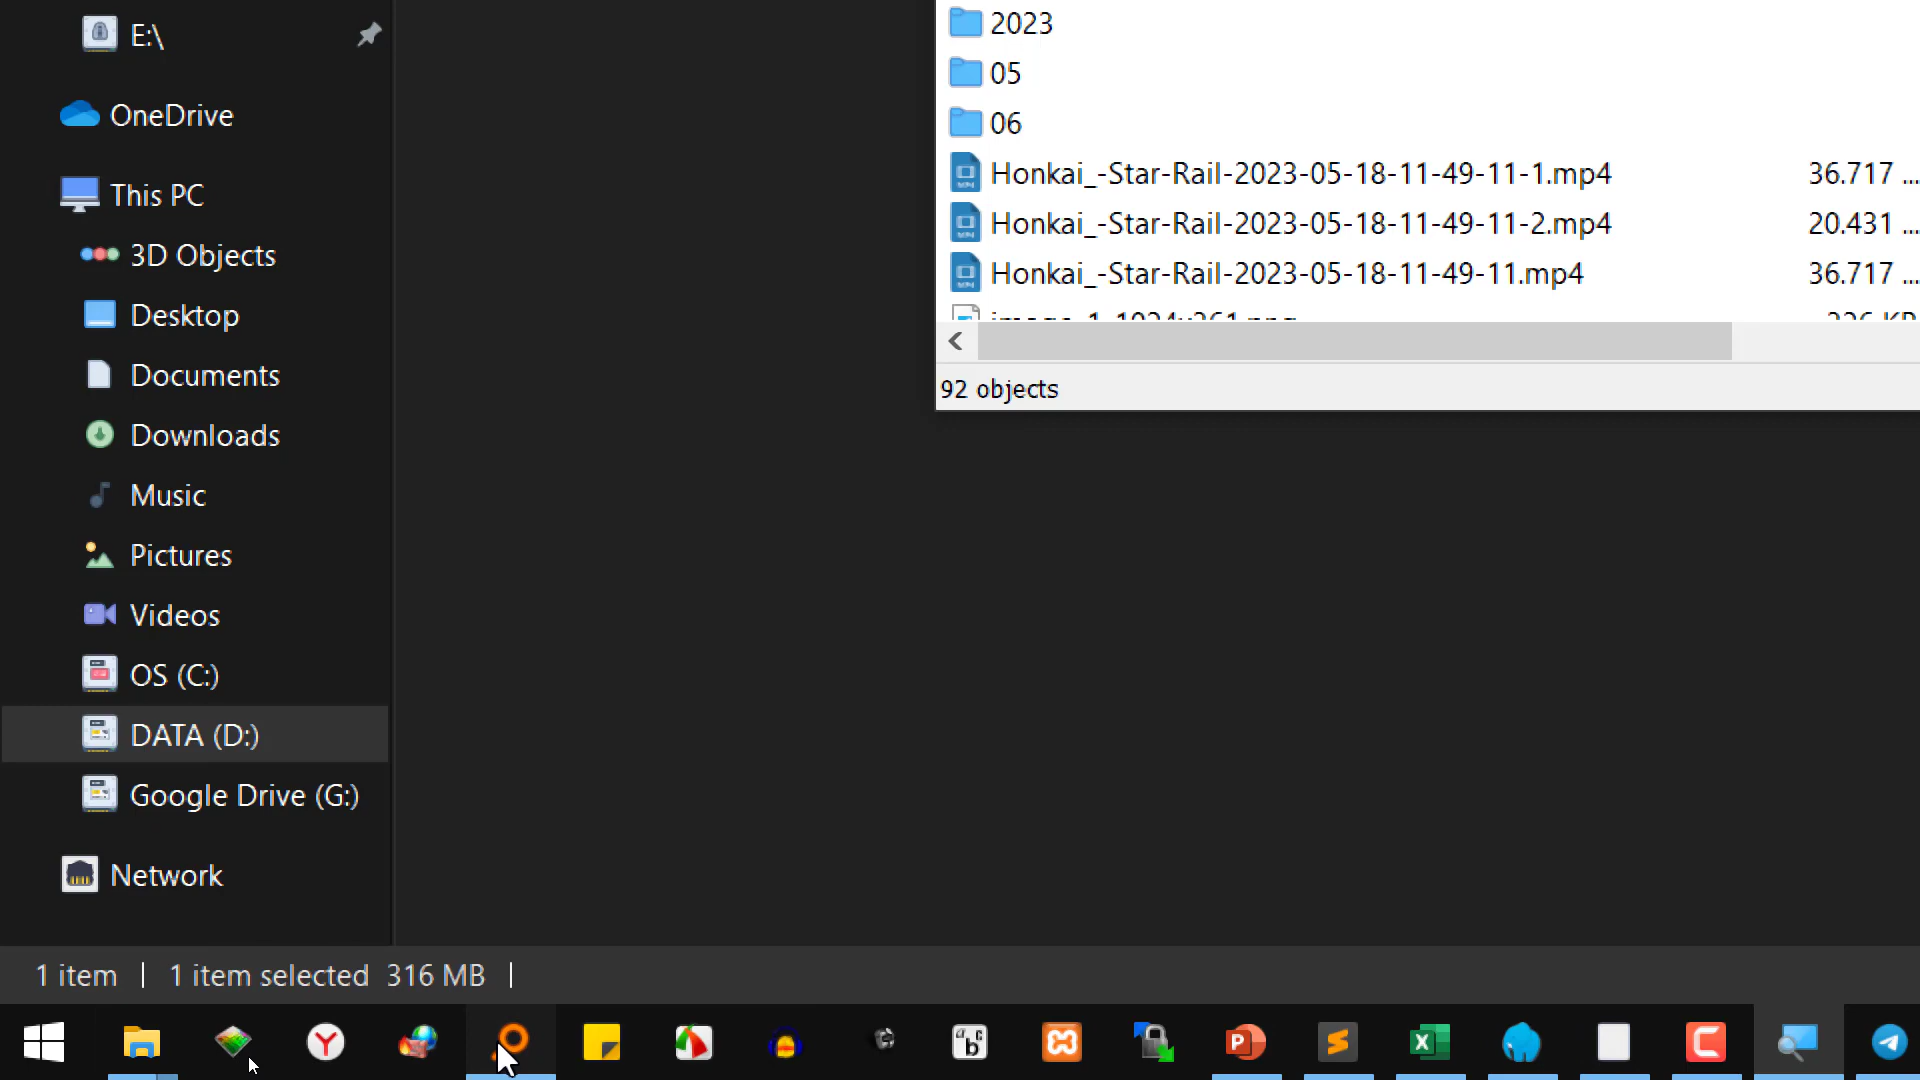 E:\
OneDrive
This PC
3D Objects
Desktop
Documents
Downloads
Music
Pictures
Videos
OS (C:)
DATA (D:)
Google Drive (G:)
Network
1 item | 1 item selected 316 MB |
2023
05
06
Honkai_-Star-Rail-2023-05-18-11-49-11-1.mp4 36.717 ...
Honkai_-Star-Rail-2023-05-18-11-49-11-2.mp4 20.431 ...
Honkai_-Star-Rail-2023-05-18-11-49-11.mp4 36.717 ...
92 objects